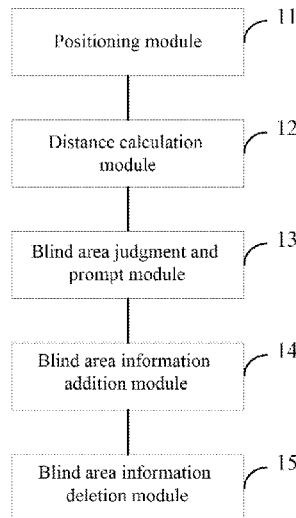 11
Positioning module
12
Distance calculation
module
13
Blind area judgment and
prompt module
14
Blind area information
addition module
15
Blind area information
deletion module